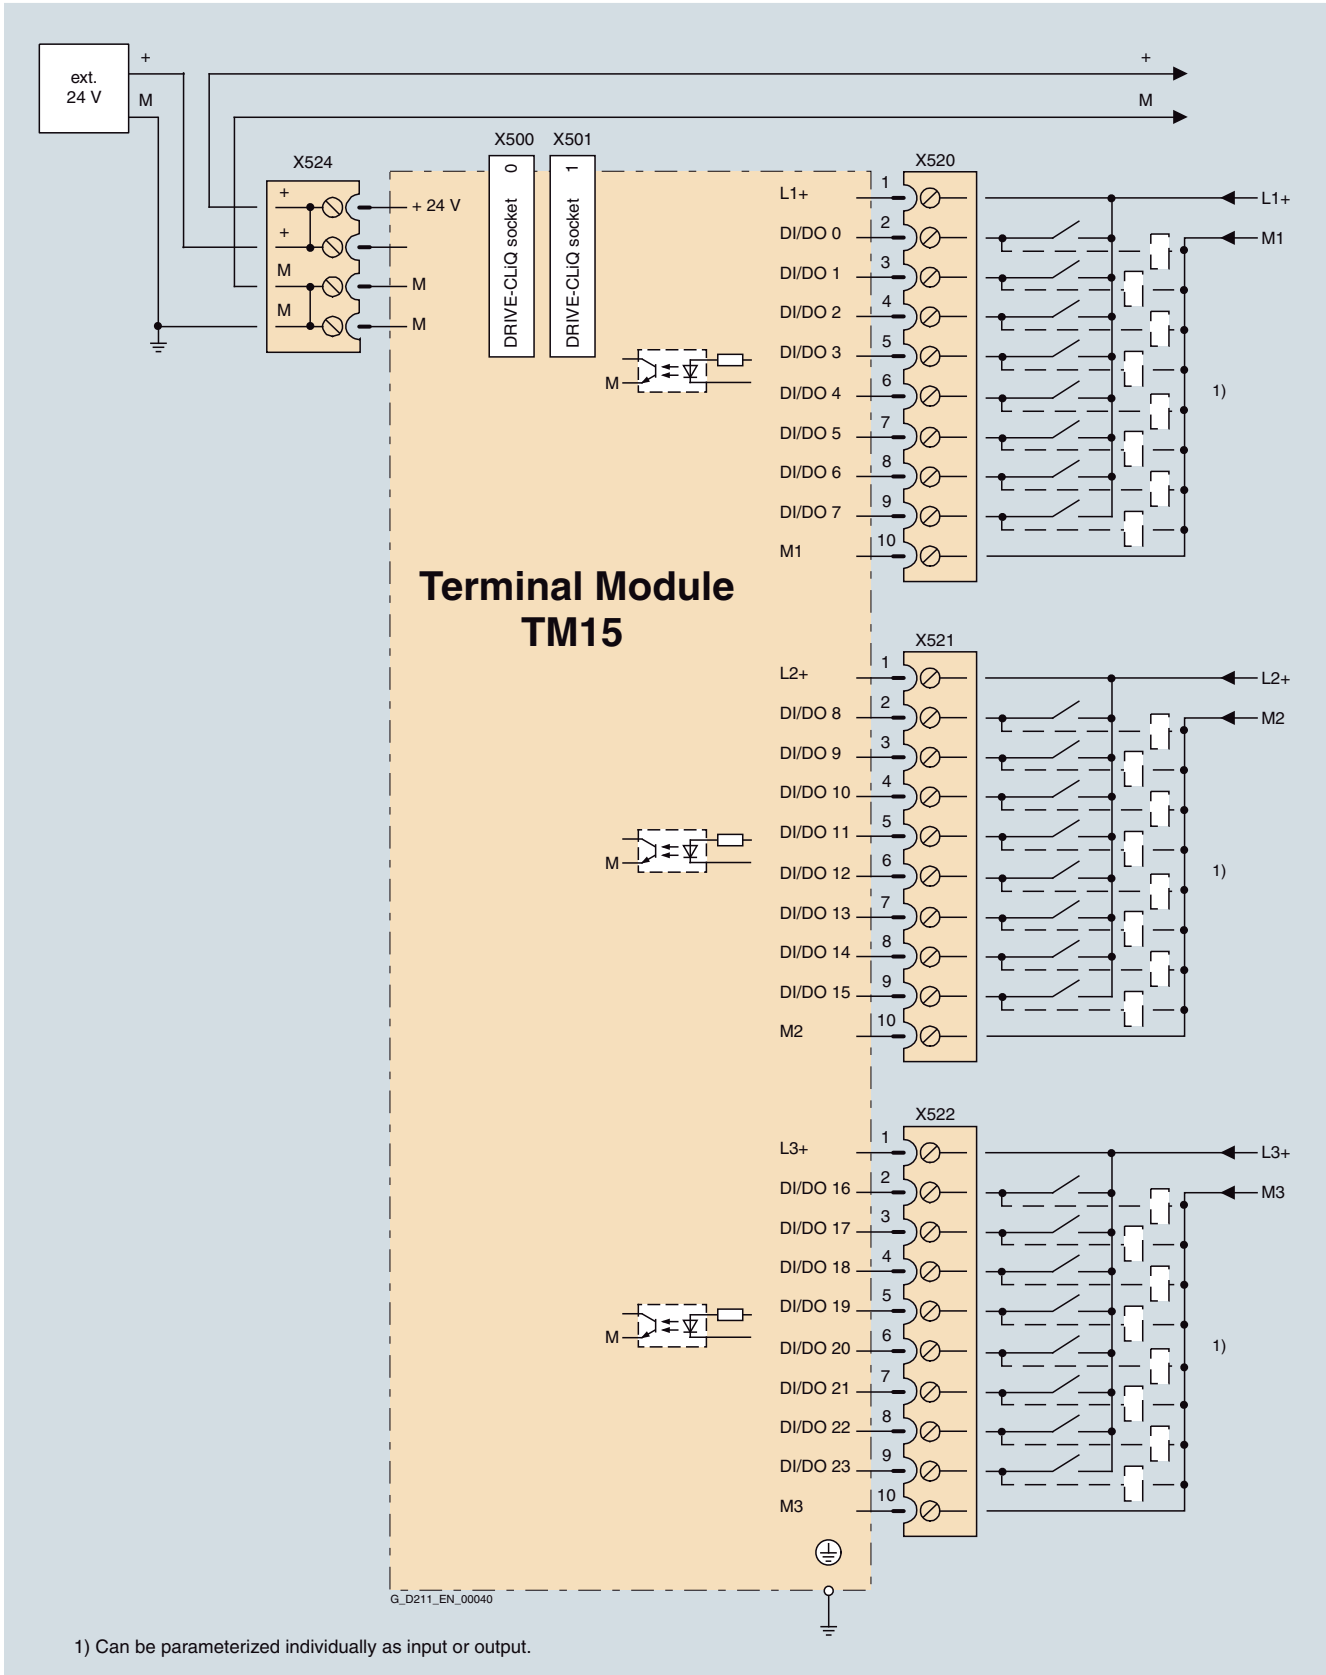 ext.
24 V
+
M
+
M
X524
+
+
M
M
+ 24 V
M
M
X500
X501
DRIVE-CLiQ socket 0
DRIVE-CLiQ socket 1
Terminal Module
TM15
X520
L1+ 1
DI/DO 0 2
DI/DO 1 3
DI/DO 2 4
DI/DO 3 5
DI/DO 4 6
DI/DO 5 7
DI/DO 6 8
DI/DO 7 9
M1 10
L1+
M1
1)
M
X521
L2+ 1
DI/DO 8 2
DI/DO 9 3
DI/DO 10 4
DI/DO 11 5
DI/DO 12 6
DI/DO 13 7
DI/DO 14 8
DI/DO 15 9
M2 10
L2+
M2
1)
M
X522
L3+ 1
DI/DO 16 2
DI/DO 17 3
DI/DO 18 4
DI/DO 19 5
DI/DO 20 6
DI/DO 21 7
DI/DO 22 8
DI/DO 23 9
M3 10
L3+
M3
1)
M
G_D211_EN_00040
1) Can be parameterized individually as input or output.